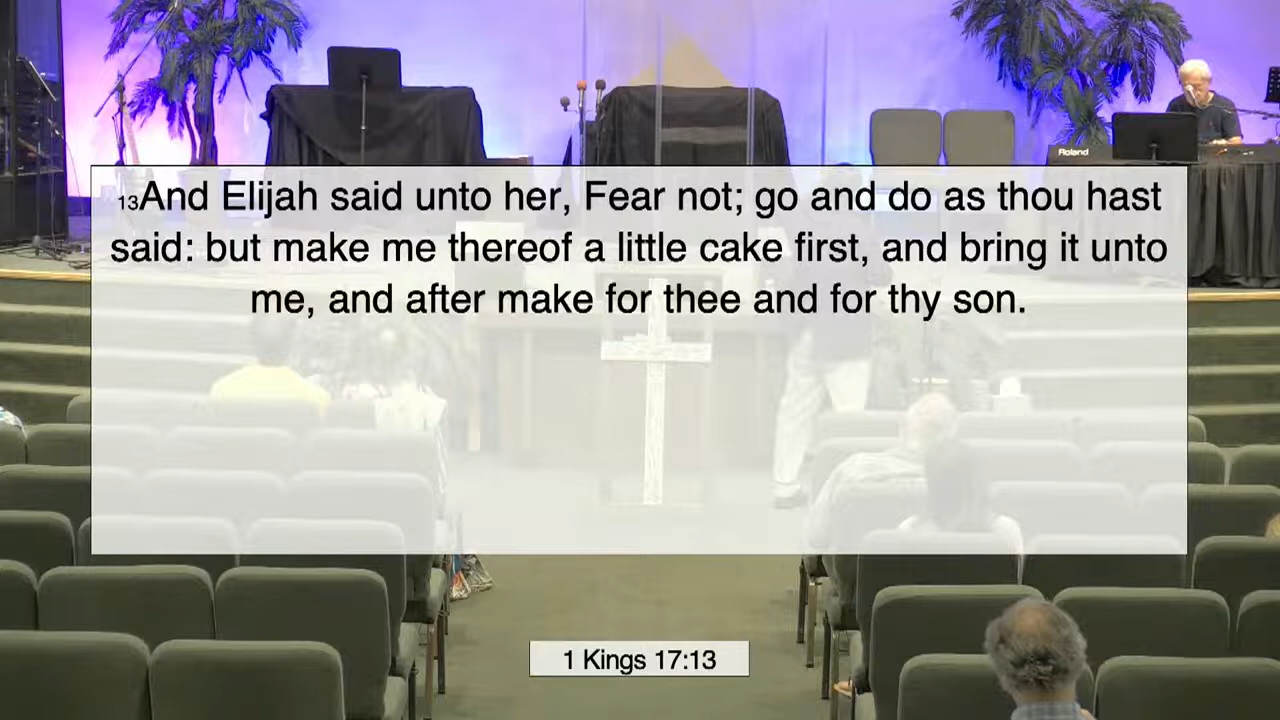 Roland
13And Elijah said unto her, Fear not; go and do as thou hast
said: but make me thereof a little cake first, and bring it unto
me, and after make for thee and for thy son.
1 Kings 17:13